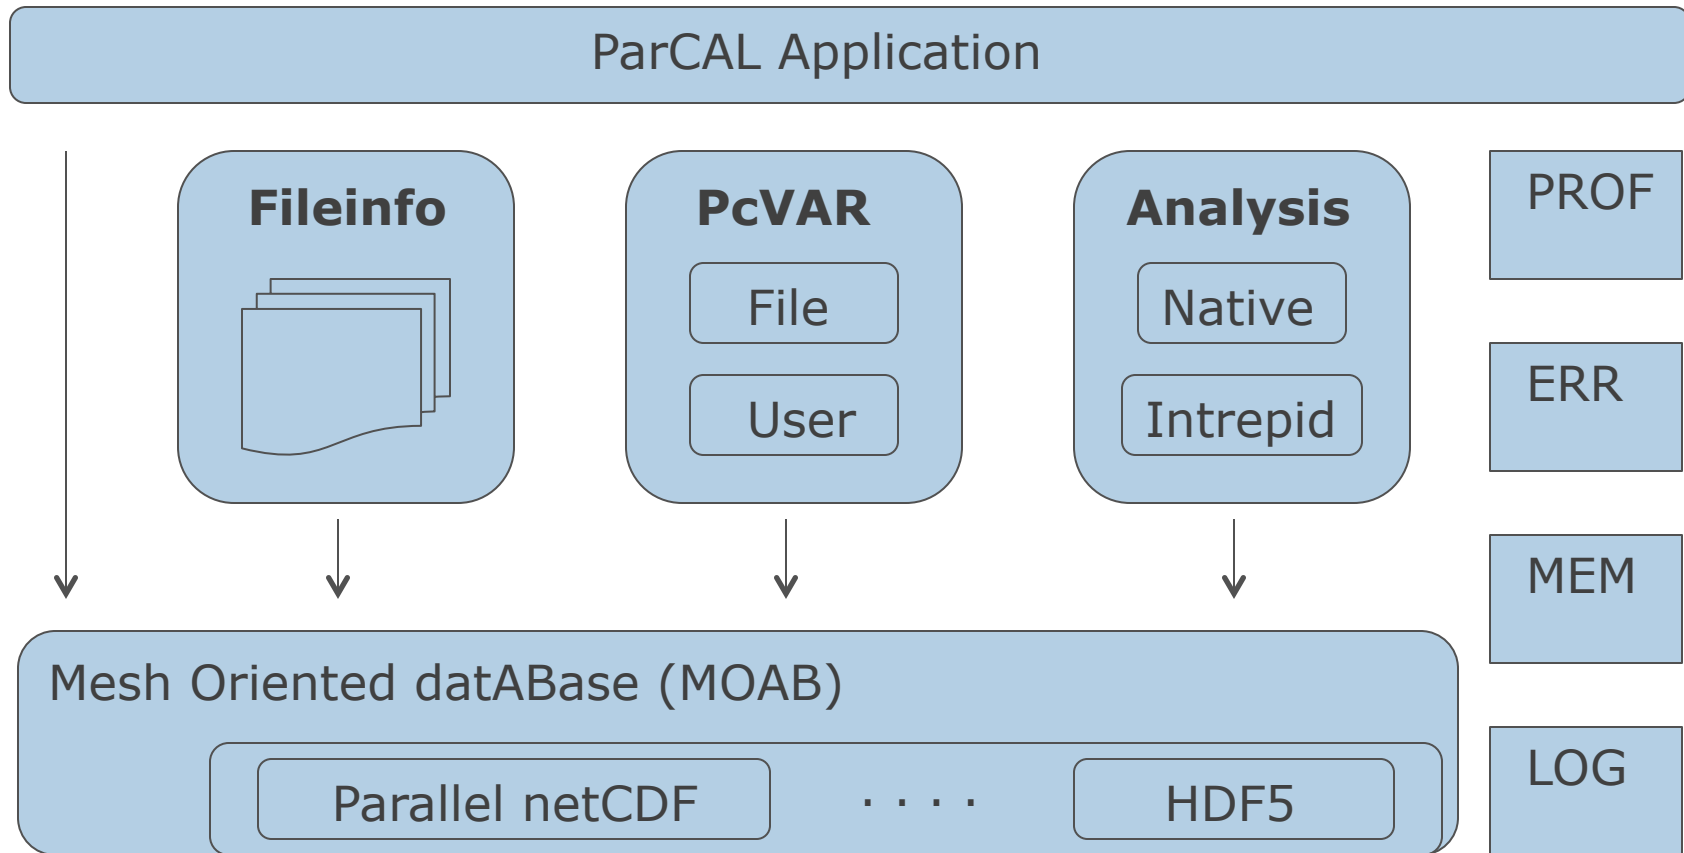 ParCAL Application
Fileinfo
PcVAR
File
User
Analysis
Native
Intrepid
PROF
ERR
MEM
LOG
Mesh Oriented datABase (MOAB)
Parallel netCDF
. . . .
HDF5